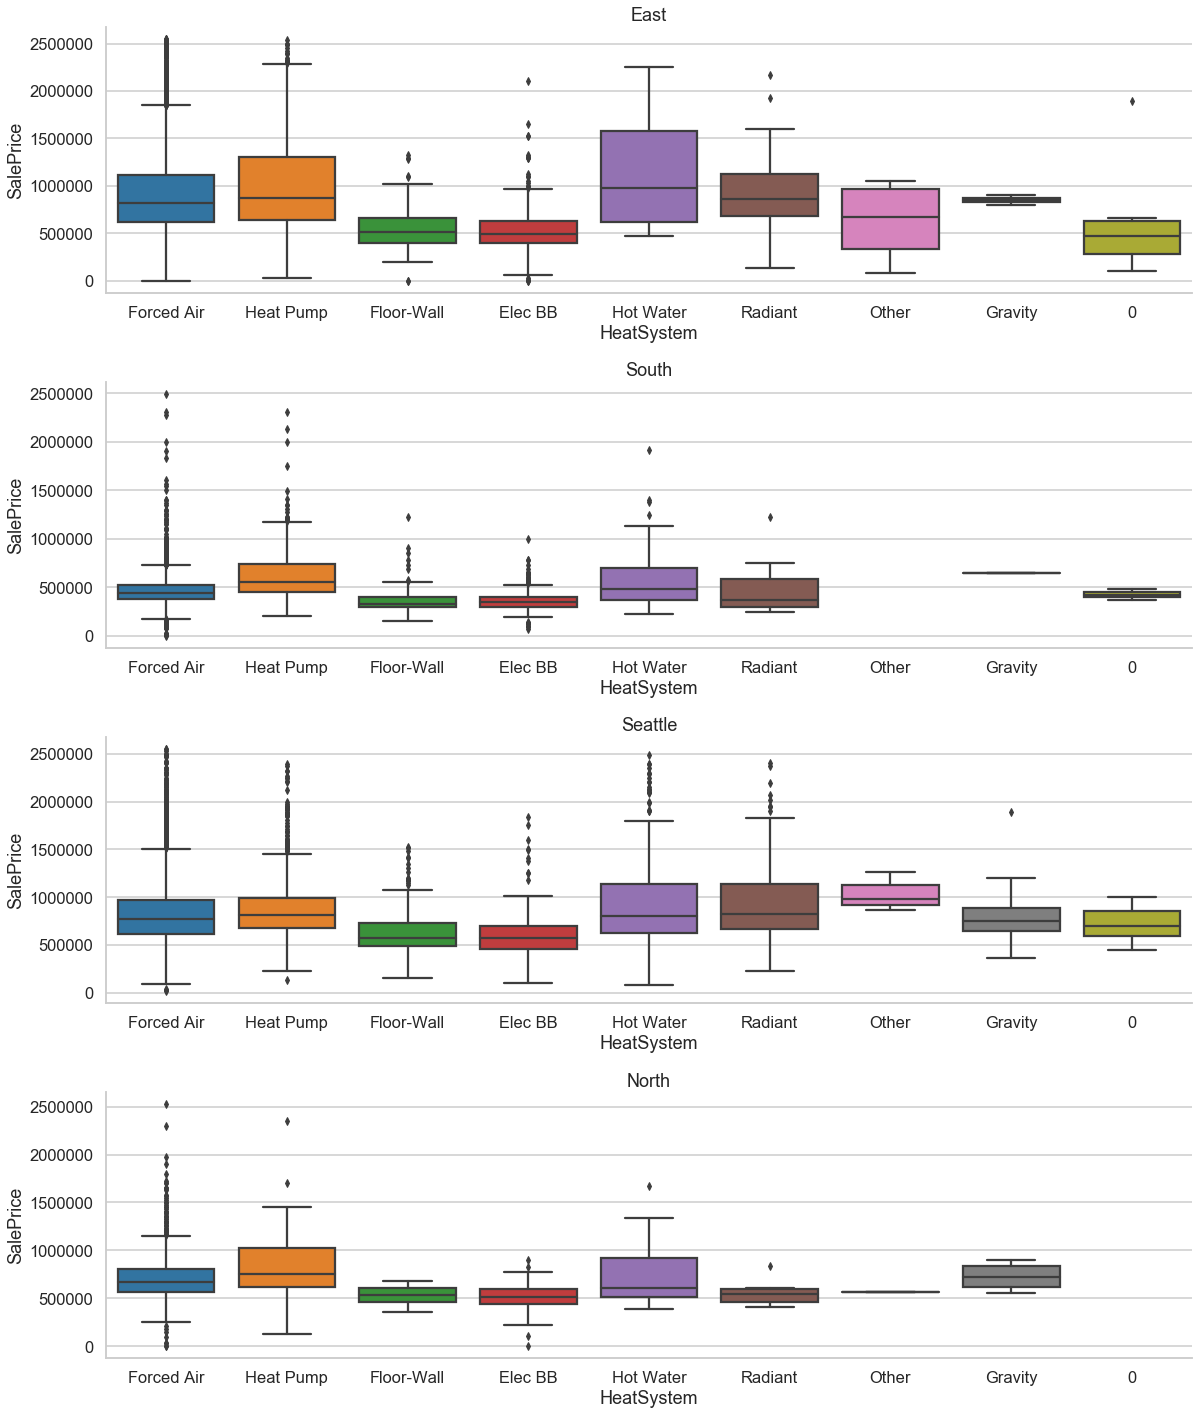 East
2500000
2000000
1500000
1000000
500000
0
SalePrice
Forced Air Heat Pump Floor-Wall Elec BB Hot Water Radiant Other Gravity 0
HeatSystem
South
2500000
2000000
1500000
1000000
500000
0
SalePrice
Forced Air Heat Pump Floor-Wall Elec BB Hot Water Radiant Other Gravity 0
HeatSystem
Seattle
2500000
2000000
1500000
1000000
500000
0
SalePrice
Forced Air Heat Pump Floor-Wall Elec BB Hot Water Radiant Other Gravity 0
HeatSystem
North
2500000
2000000
1500000
1000000
500000
0
SalePrice
Forced Air Heat Pump Floor-Wall Elec BB Hot Water Radiant Other Gravity 0
HeatSystem